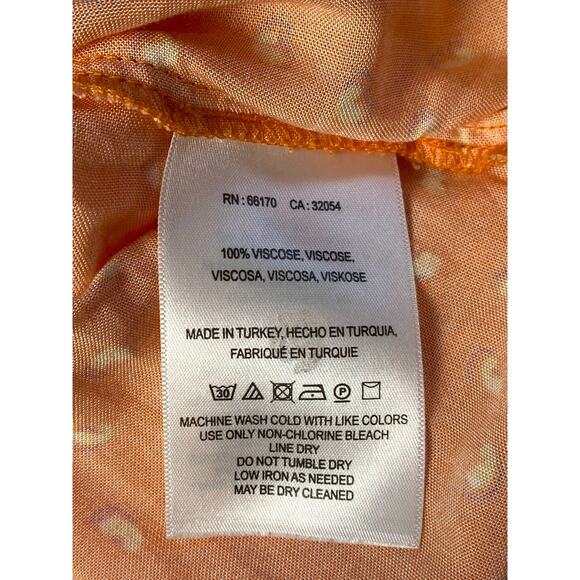 RN : 66170 CA : 32054
100% VISCOSE, VISCOSE,
VISCOSA, VISCOSA, VISKOSE
MADE IN TURKEY, HECHO EN TURQUIA,
FABRIQUÉ EN TURQUIE
30 P
MACHINE WASH COLD WITH LIKE COLORS
USE ONLY NON-CHLORINE BLEACH
LINE DRY
DO NOT TUMBLE DRY
LOW IRON AS NEEDED
MAY BE DRY CLEANED